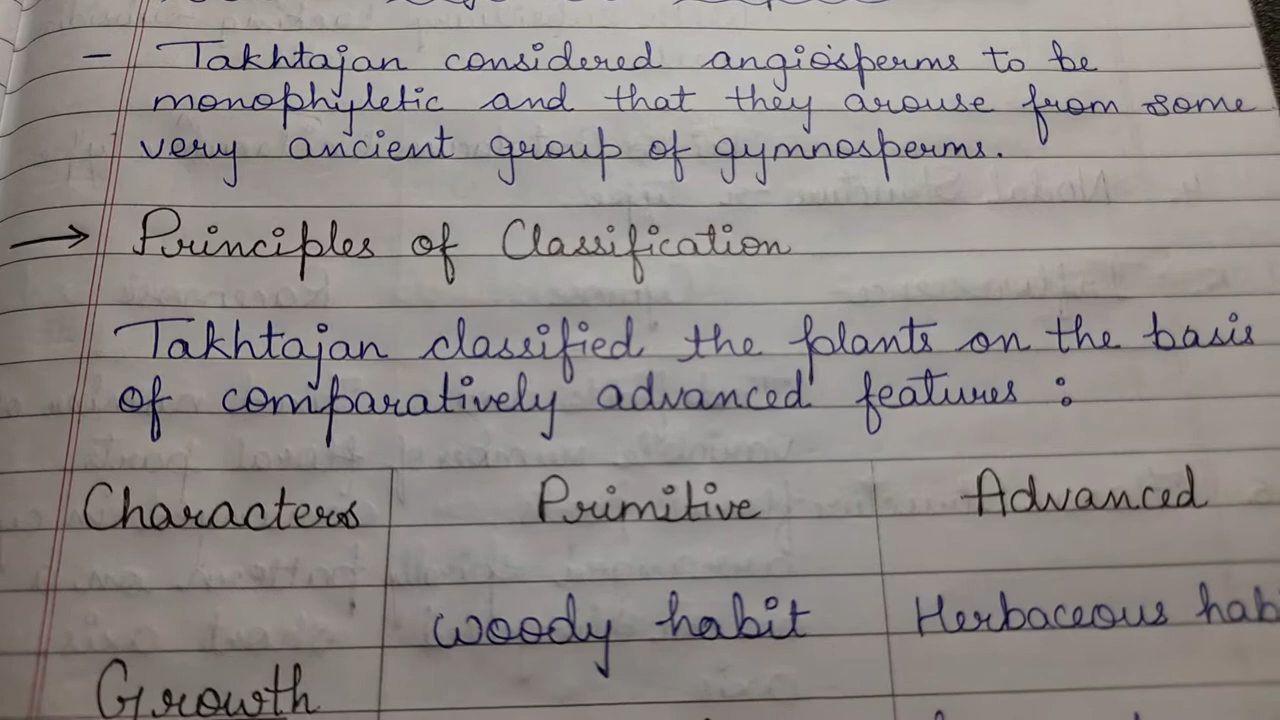 - Takhtajan considered angiosperms to be
monophyletic and that they arouse from some
very ancient group of gymnosperms.
→ Principles of Classification
Takhtajan classified the plants on the basis
of comparatively advanced features :
Characters Primitive Advanced
woody habit Herbaceous hab
Growth